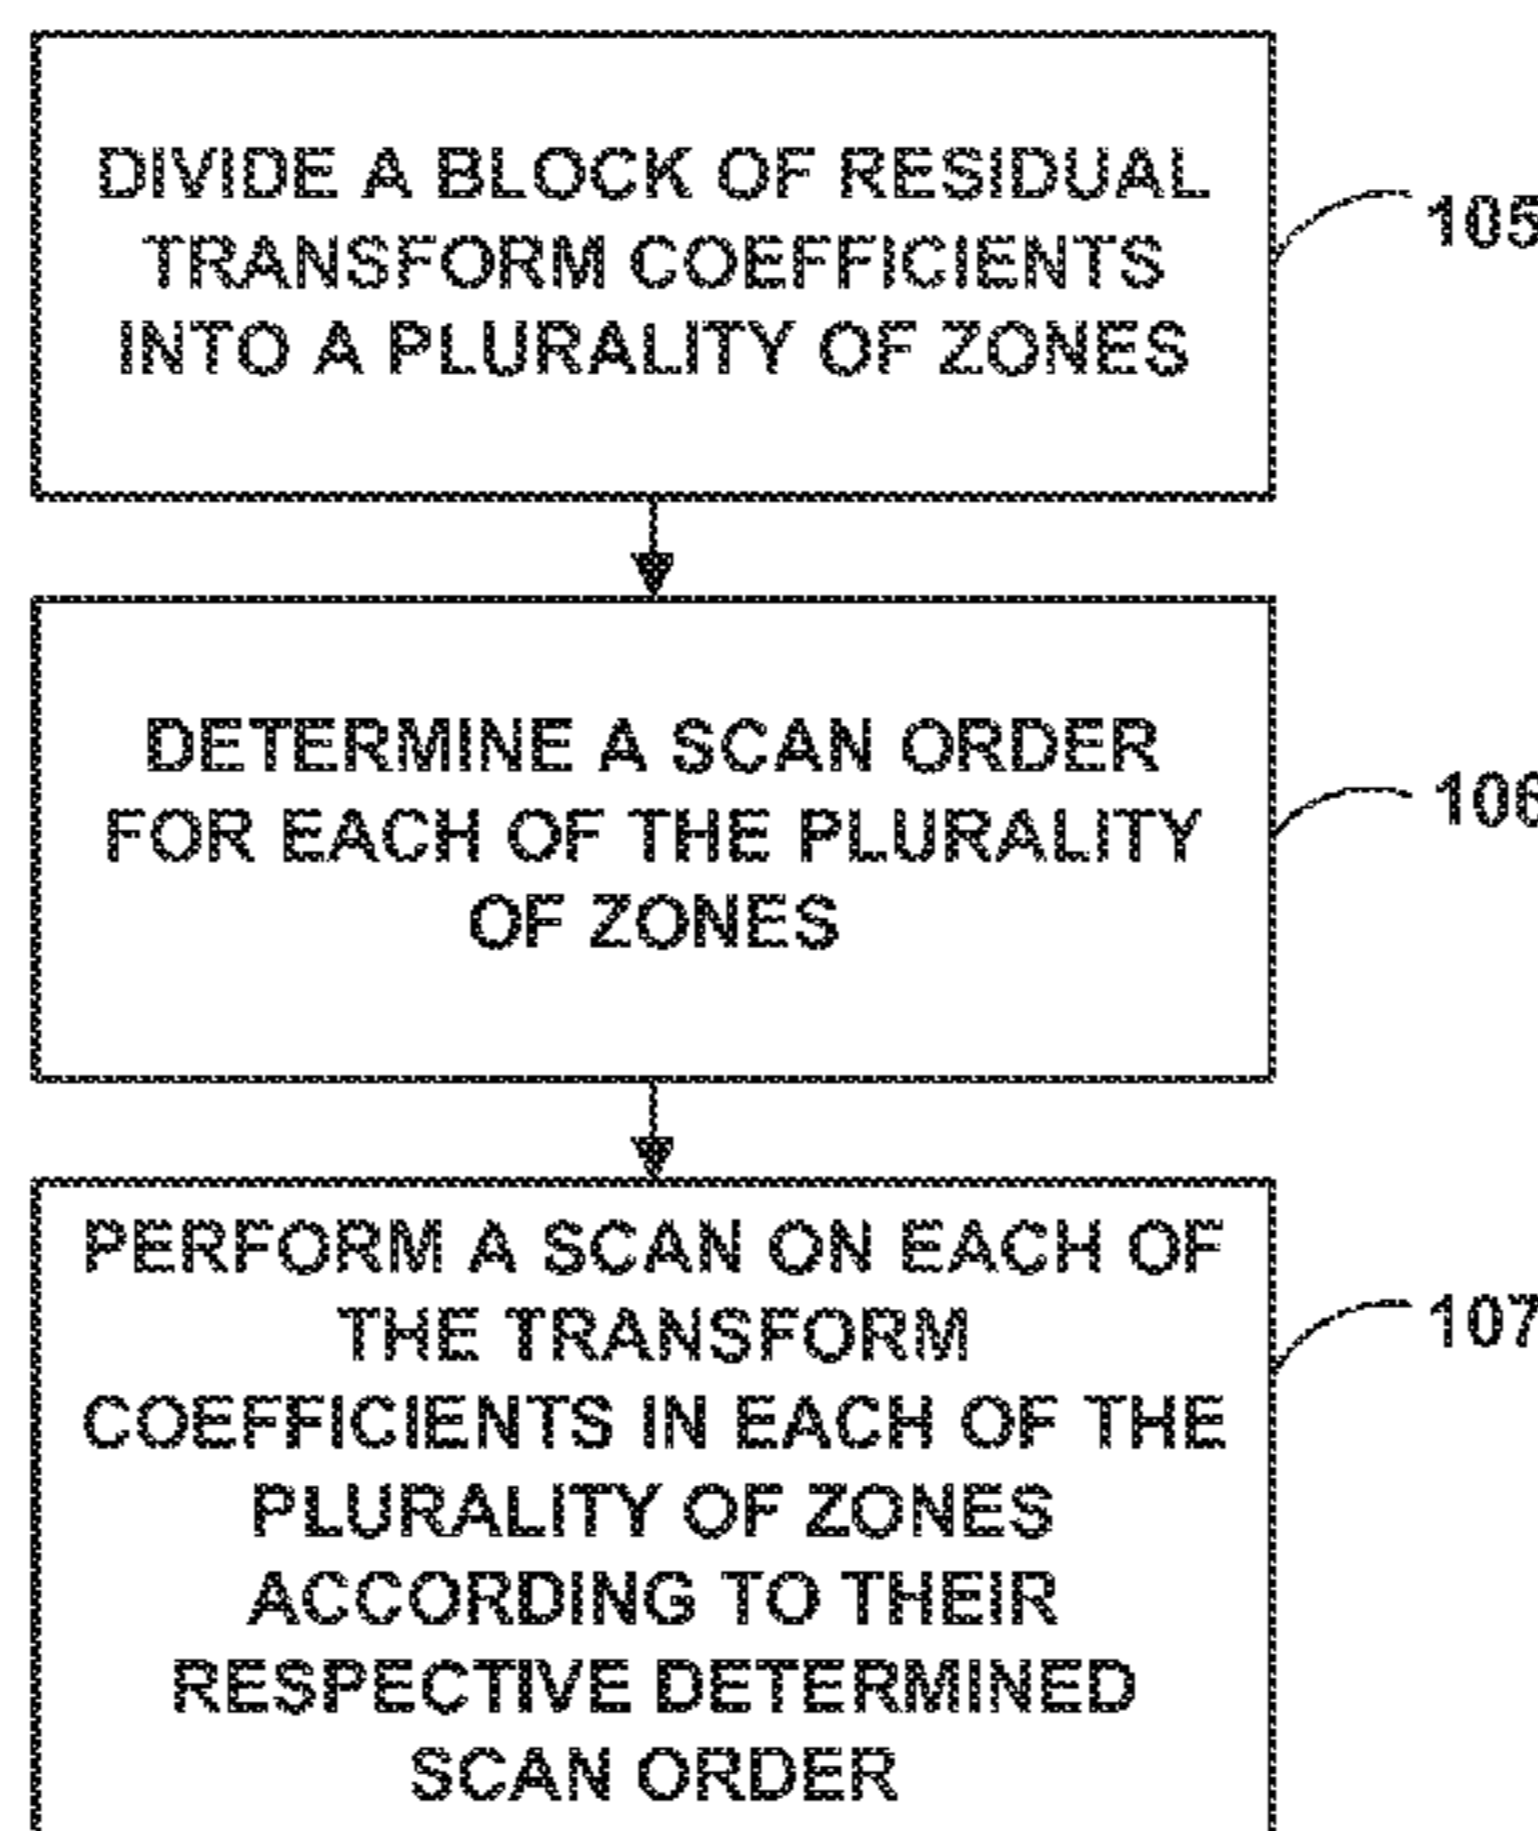 DIVIDE A BLOCK OF RESIDUAL
TRANSFORM COEFFICIENTS
INTO A PLURALITY OF ZONES
105
DETERMINE A SCAN ORDER
FOR EACH OF THE PLURALITY
OF ZONES
106
PERFORM A SCAN ON EACH OF
THE TRANSFORM
COEFFICIENTS IN EACH OF THE
PLURALITY OF ZONES
ACCORDING TO THEIR
RESPECTIVE DETERMINED
SCAN ORDER
107